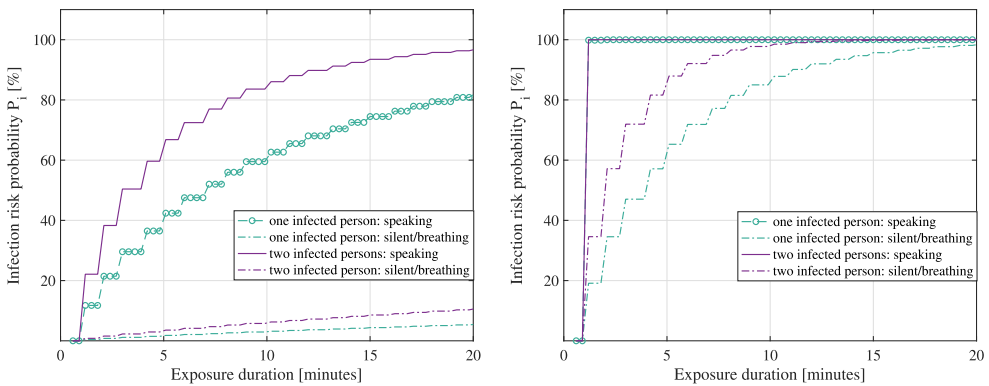 100
80
60
40
20
0
5
10
15
20
Infection risk probability P_i [%]
Exposure duration [minutes]
one infected person: speaking
one infected person: silent/breathing
two infected persons: speaking
two infected person: silent/breathing
100
80
60
40
20
0
5
10
15
20
Infection risk probability P_i [%]
Exposure duration [minutes]
one infected person: speaking
one infected person: silent/breathing
two infected persons: speaking
two infected person: silent/breathing